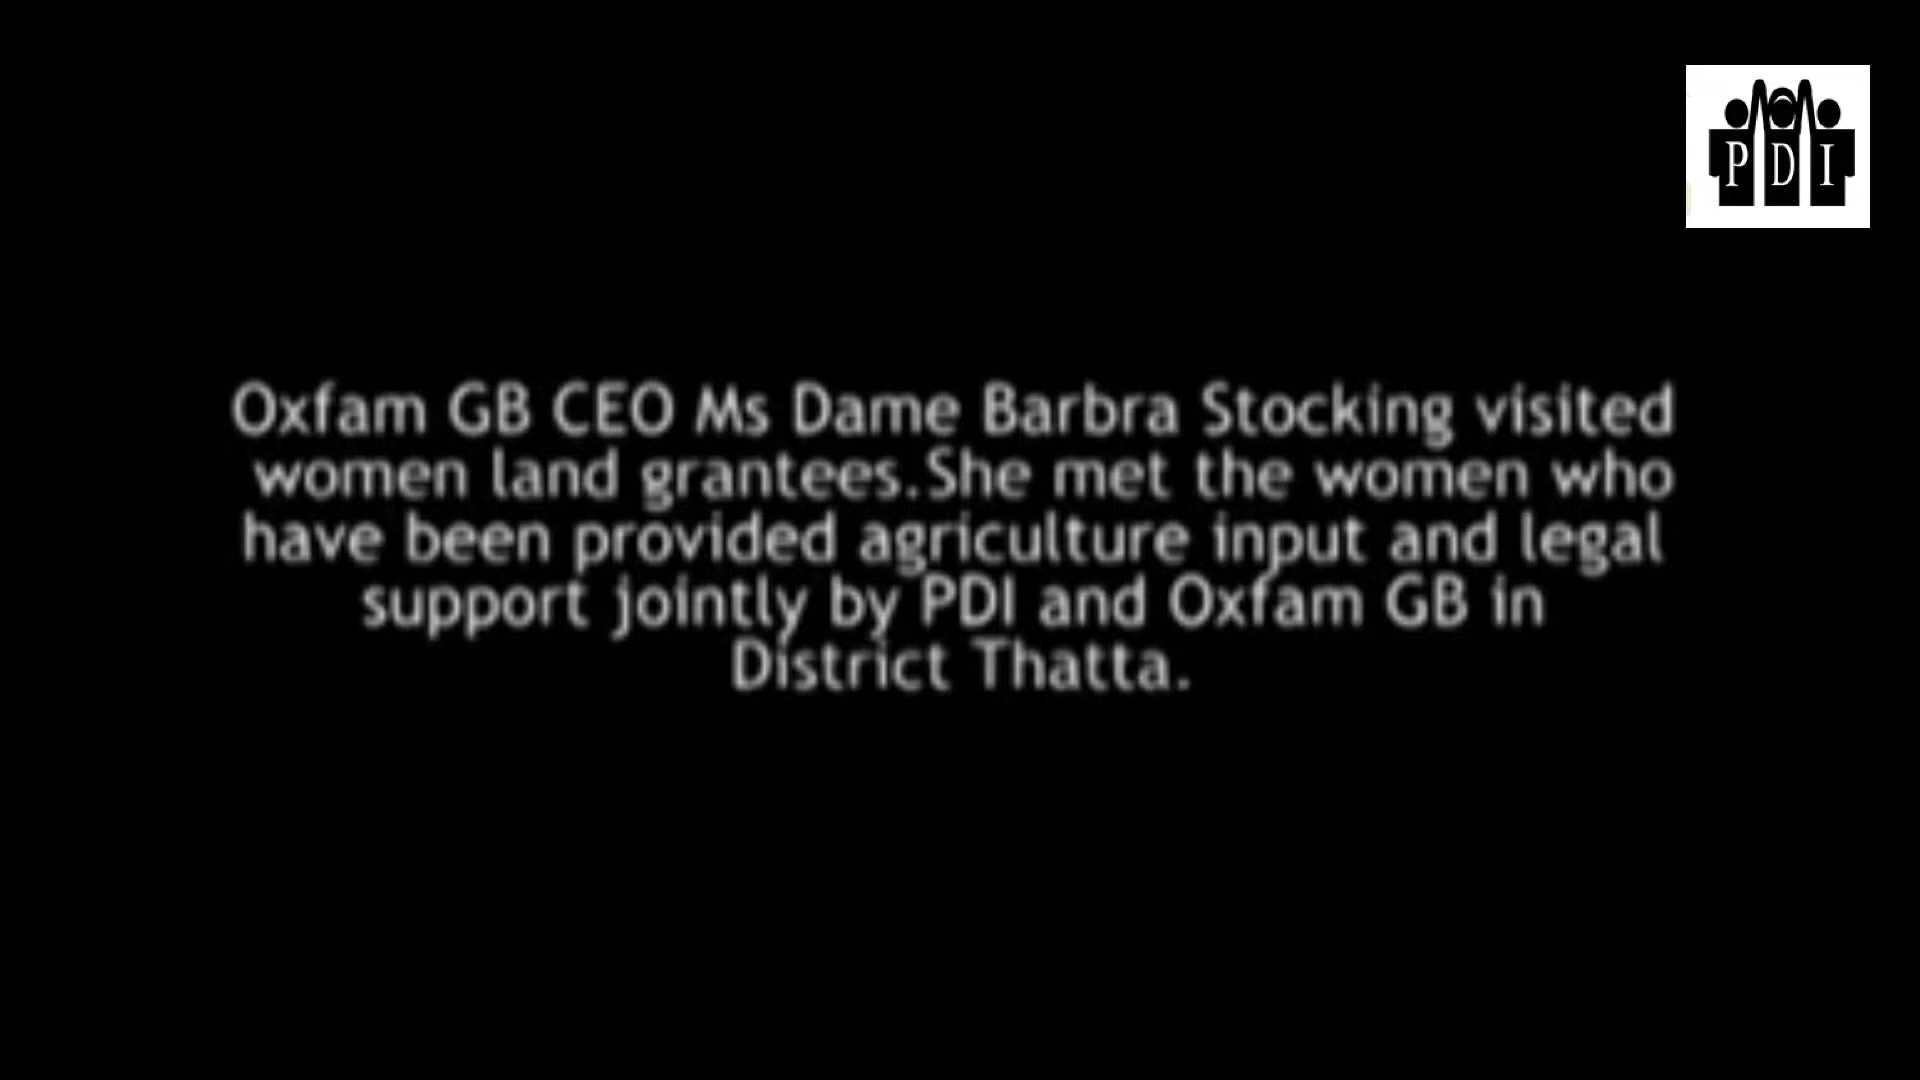 PDI
Oxfam GB CEO Ms Dame Barbra Stocking visited
women land grantees.She met the women who
have been provided agriculture input and legal
support jointly by PDI and Oxfam GB in
District Thatta.